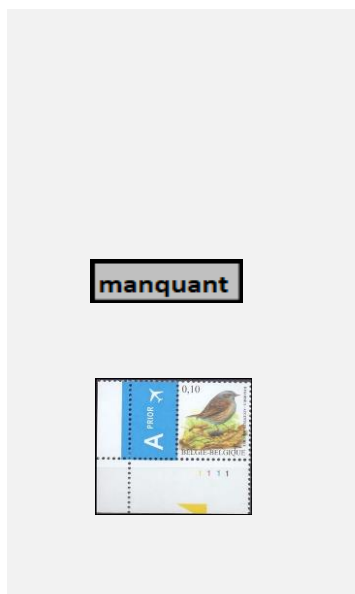 manquant
0,10
A PRIOR
BELGIE-BELGIQUE
1 1 1 1